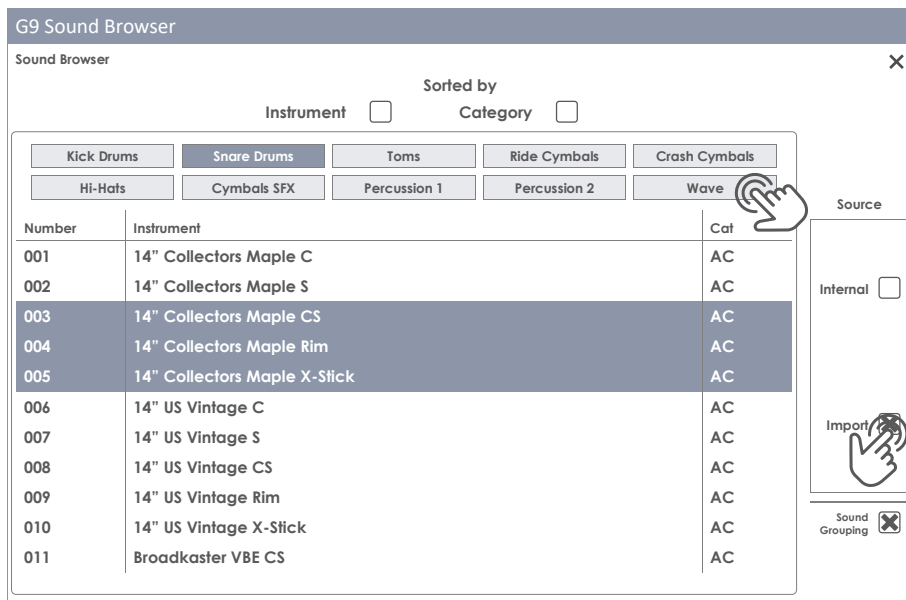 G9 Sound Browser
Sound Browser
Sorted by
Instrument Category
Kick Drums Snare Drums Toms Ride Cymbals Crash Cymbals
Hi-Hats Cymbals SFX Percussion 1 Percussion 2 Wave
Source
Number Instrument Cat
001 14” Collectors Maple C AC
002 14” Collectors Maple S AC
Internal
003 14” Collectors Maple CS AC
004 14” Collectors Maple Rim AC
005 14” Collectors Maple X-Stick AC
006 14” US Vintage C AC
Import
007 14” US Vintage S AC
008 14” US Vintage CS AC
009 14” US Vintage Rim AC
Sound
Grouping
010 14” US Vintage X-Stick AC
011 Broadkaster VBE CS AC